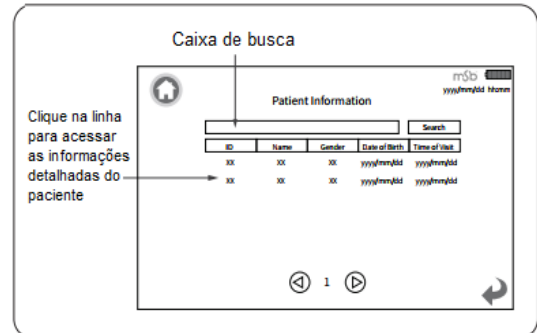 Caixa de busca
mSb
yyyy/mm/dd hh:mm
Patient Information
Search
Clique na linha
para acessar
as informações
detalhadas do
paciente
ID Name Gender Date of Birth Time of Visit
XX XX XX yyyy/mm/dd yyyy/mm/dd
XX XX XX yyyy/mm/dd yyyy/mm/dd
1